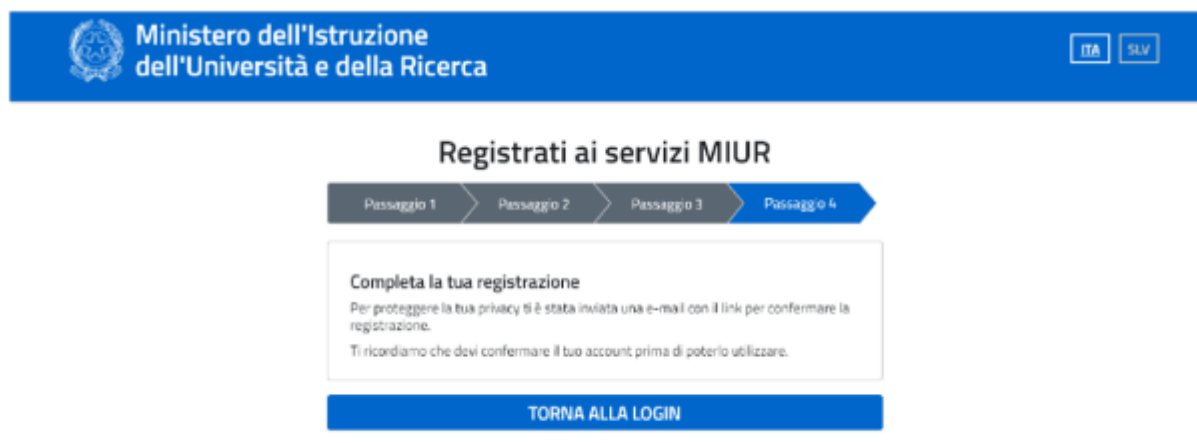 Ministero dell'Istruzione
dell'Università e della Ricerca
ITA SLV
Registrati ai servizi MIUR
Passaggio 1 Passaggio 2 Passaggio 3 Passaggio 4
Completa la tua registrazione
Per proteggere la tua privacy ti è stata inviata una e-mail con il link per confermare la
registrazione.
Ti ricordiamo che devi confermare il tuo account prima di poterlo utilizzare.
TORNA ALLA LOGIN